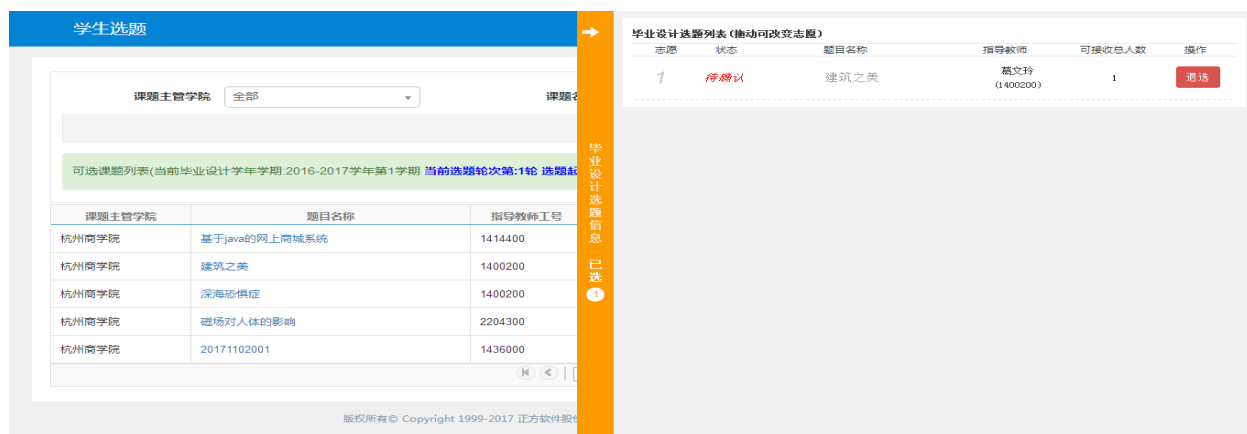 学生选题
课题主管学院 全部 课题
可选课题列表(当前毕业设计学年学期:2016-2017学年第1学期 当前选题轮次第:1轮 选题起
课题主管学院 题目名称 指导教师工号
杭州商学院 基于java的网上商城系统 1414400
杭州商学院 建筑之美 1400200
杭州商学院 深海恐惧症 1400200
杭州商学院 磁场对人体的影响 2204300
杭州商学院 20171102001 1436000
版权所有© Copyright 1999-2017 正方软件股
毕业设计选题信息 已选 1
毕业设计选题列表(拖动可改变志愿)
志愿 状态 题目名称 指导教师 可接收总人数 操作
1 待确认 建筑之美 葛文玲 (1400200) 1 退选